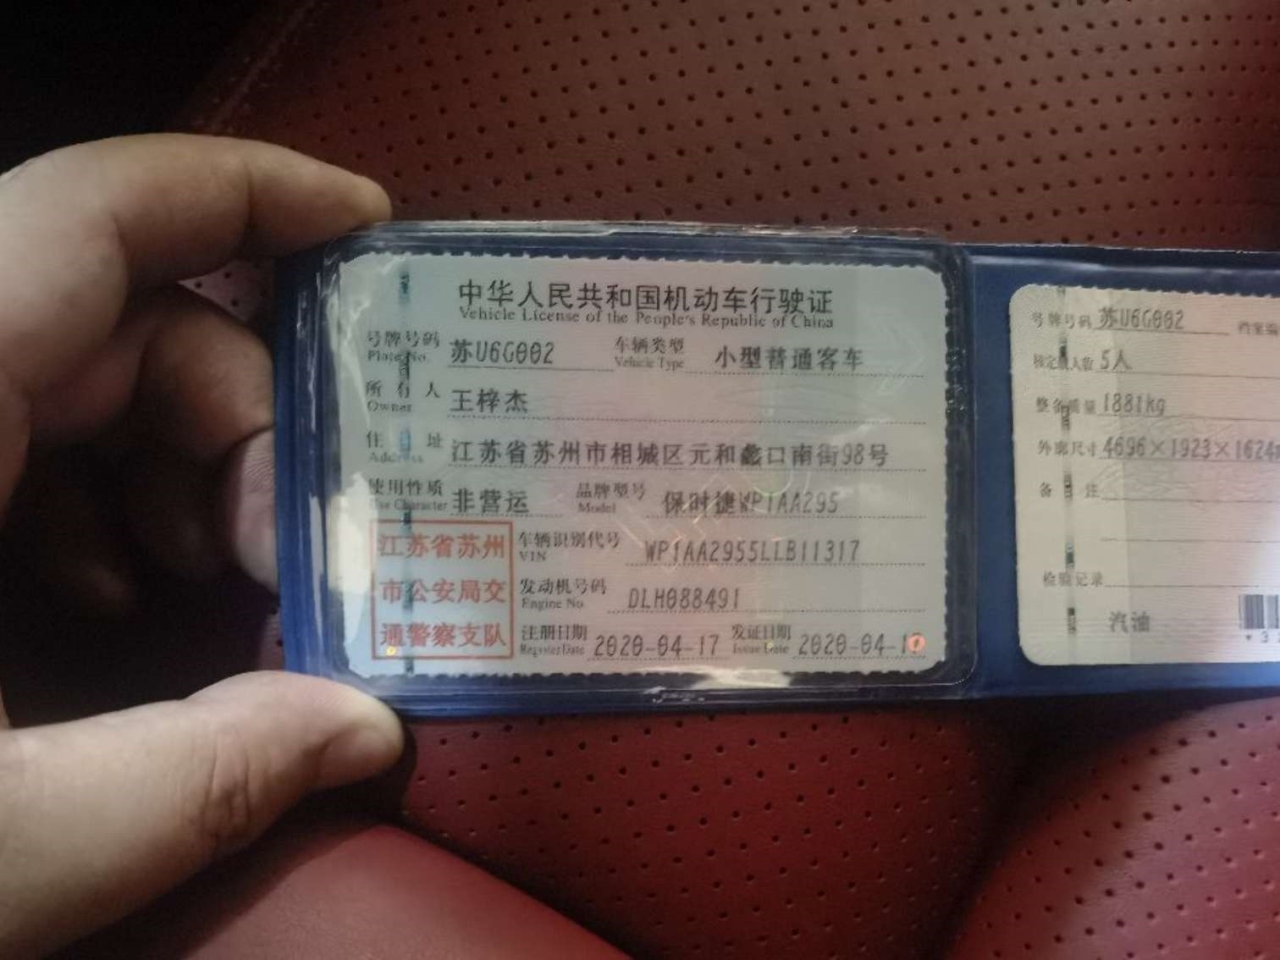 中华人民共和国机动车行驶证
Vehicle License of the People's Republic of China
号牌号码 苏U6G002 车辆类型 小型普通客车
Plate No. Vehicle Type
所有人 王梓杰
Owner
住址 江苏省苏州市相城区元和蠡口南街98号
Address
使用性质 非营运 品牌型号 保时捷WP1AA295
Use Character Model
江苏省苏州
市公安局交
通警察支队
车辆识别代号 WP1AA2955LLB11317
VIN
发动机号码 DLH088491
Engine No.
注册日期 2020-04-17 发证日期 2020-04-17
Register Date Issue Date
号牌号码 苏U6G002 档案编
核定载人数 5人
整备质量 1881kg
外廓尺寸 4696×1923×1624
备注
检验记录
汽油
*3